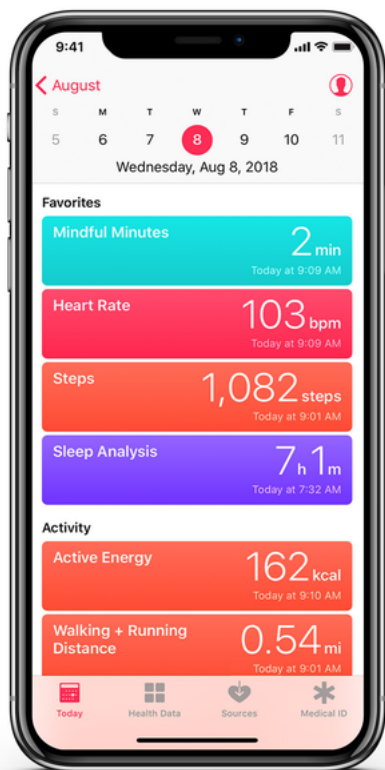 9:41
August
S M T W T F S
5 6 7 8 9 10 11
Wednesday, Aug 8, 2018
Favorites
Mindful Minutes
2 min
Today at 9:09 AM
Heart Rate
103 bpm
Today at 9:09 AM
Steps
1,082 steps
Today at 9:01 AM
Sleep Analysis
7h 1m
Today at 7:32 AM
Activity
Active Energy
162 kcal
Today at 9:10 AM
Walking + Running
Distance
0.54 mi
Today at 9:01 AM
Today Health Data Sources Medical ID